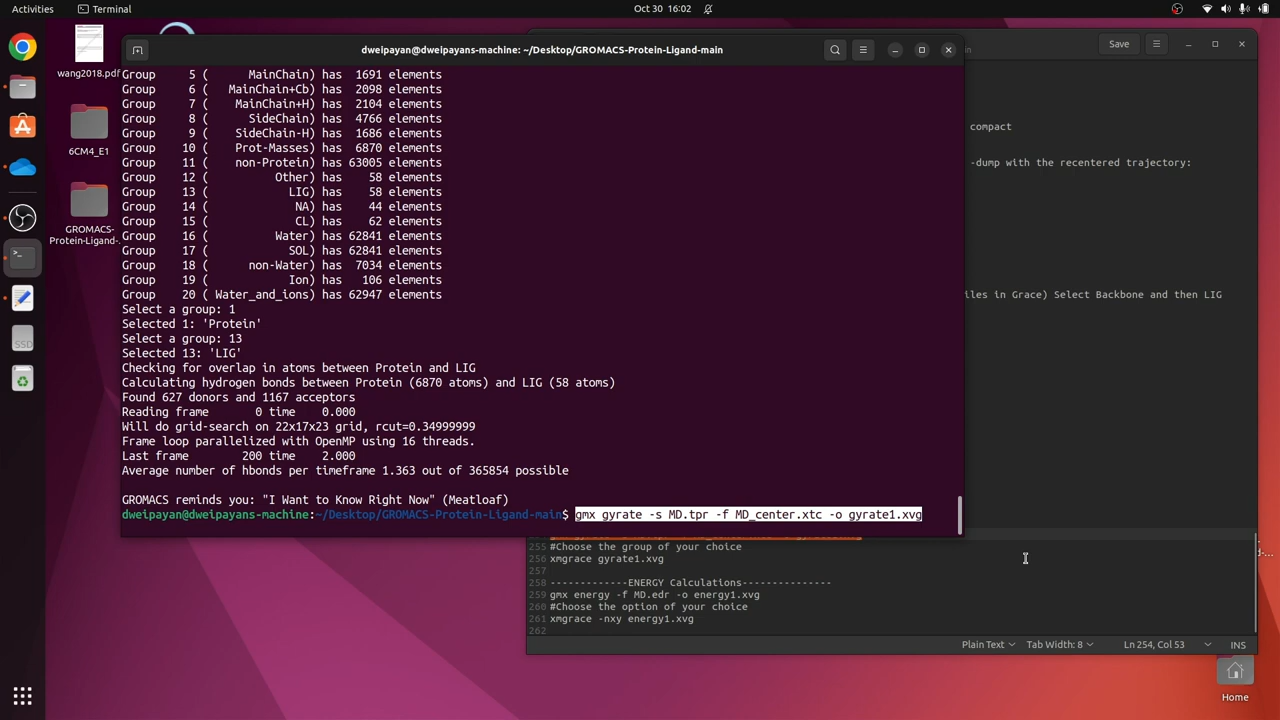 Activities
Terminal
Oct 30 16:02
wang2018.pdf
6CM4_E1
GROMACS-
Protein-Ligand-...
SSD
dweipayan@dweipayans-machine: ~/Desktop/GROMACS-Protein-Ligand-main
Group     5 (      MainChain) has  1691 elements
Group     6 (   MainChain+Cb) has  2098 elements
Group     7 (    MainChain+H) has  2104 elements
Group     8 (      SideChain) has  4766 elements
Group     9 (    SideChain-H) has  1686 elements
Group    10 (    Prot-Masses) has  6870 elements
Group    11 (    non-Protein) has 63005 elements
Group    12 (          Other) has    58 elements
Group    13 (            LIG) has    58 elements
Group    14 (             NA) has    44 elements
Group    15 (             CL) has    62 elements
Group    16 (          Water) has 62841 elements
Group    17 (            SOL) has 62841 elements
Group    18 (      non-Water) has  7034 elements
Group    19 (            Ion) has   106 elements
Group    20 ( Water_and_ions) has 62947 elements
Select a group: 1
Selected 1: 'Protein'
Select a group: 13
Selected 13: 'LIG'
Checking for overlap in atoms between Protein and LIG
Calculating hydrogen bonds between Protein (6870 atoms) and LIG (58 atoms)
Found 627 donors and 1167 acceptors
Reading frame       0 time    0.000
Will do grid-search on 22x17x23 grid, rcut=0.34999999
Frame loop parallelized with OpenMP using 16 threads.
Last frame        200 time    2.000
Average number of hbonds per timeframe 1.363 out of 365854 possible
GROMACS reminds you: "I Want to Know Right Now" (Meatloaf)
dweipayan@dweipayans-machine:~/Desktop/GROMACS-Protein-Ligand-main$ gmx gyrate -s MD.tpr -f MD_center.xtc -o gyrate1.xvg
Save
compact
-dump with the recentered trajectory:
iles in Grace) Select Backbone and then LIG
255 #Choose the group of your choice
256 xmgrace gyrate1.xvg
257
258 -------------ENERGY Calculations---------------
259 gmx energy -f MD.edr -o energy1.xvg
260 #Choose the option of your choice
261 xmgrace -nxy energy1.xvg
262
Plain Text
Tab Width: 8
Ln 254, Col 53
INS
Home